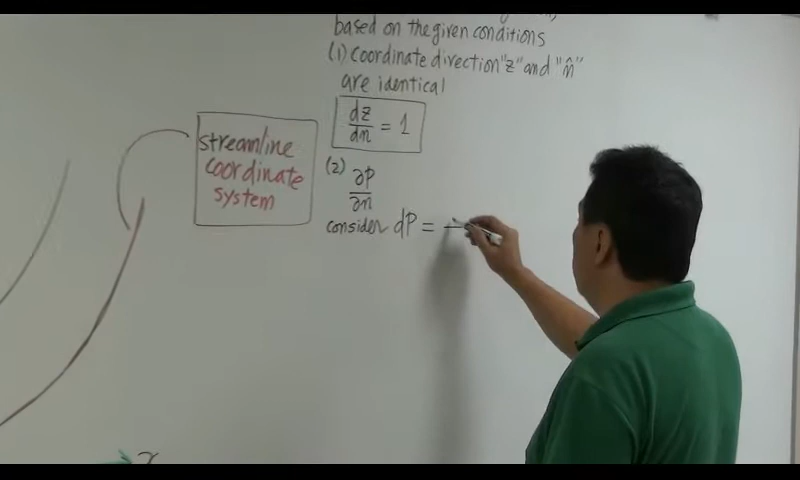 based on the given conditions
(1) Coordinate direction "z" and "n̂"
are identical
dz/dn = 1
streamline
coordinate
system
(2) ∂P/∂n
consider dP =
x